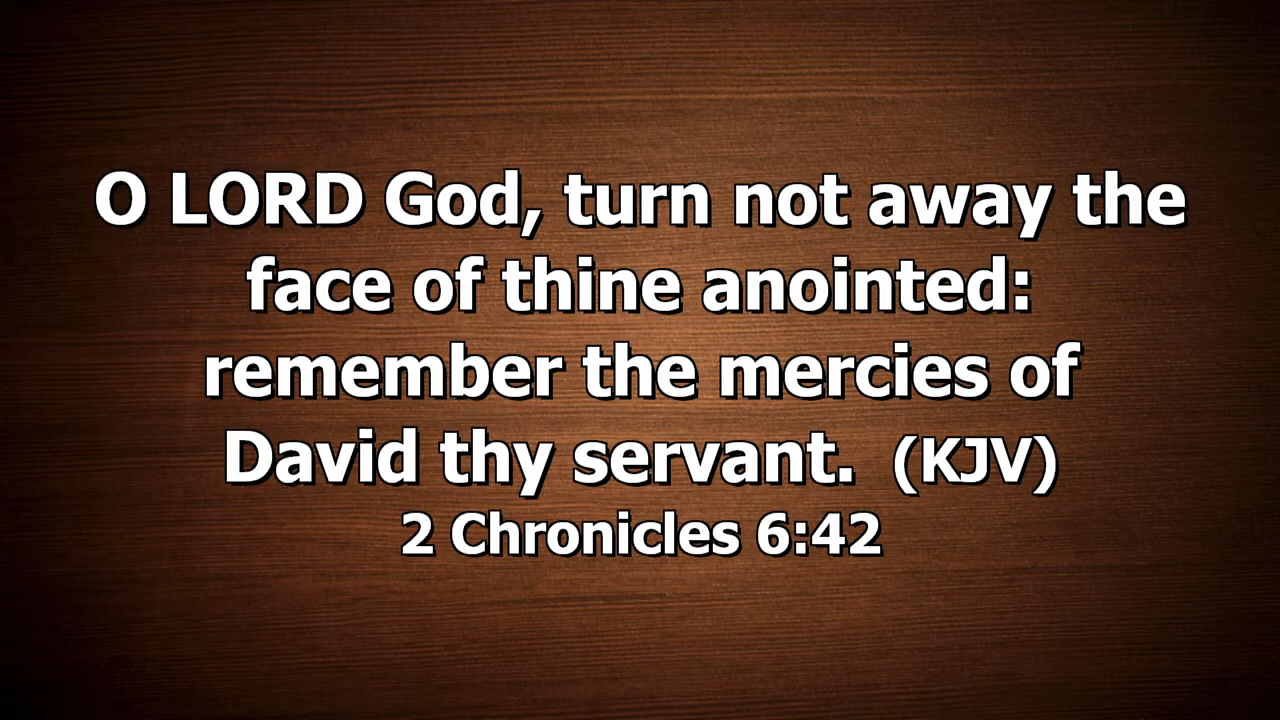 O LORD God, turn not away the
face of thine anointed:
remember the mercies of
David thy servant. (KJV)
2 Chronicles 6:42